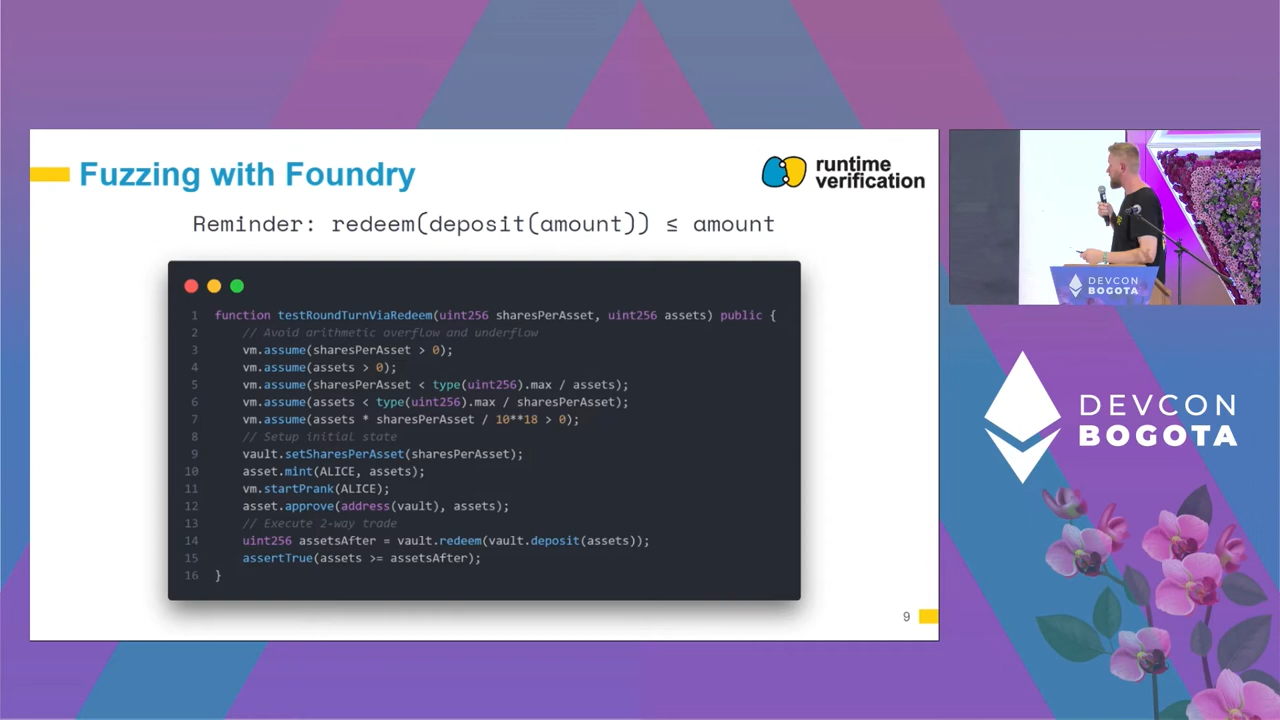 Fuzzing with Foundry
runtime
verification
Reminder: redeem(deposit(amount)) ≤ amount
1 function testRoundTurnViaRedeem(uint256 sharesPerAsset, uint256 assets) public {
2 // Avoid arithmetic overflow and underflow
3 vm.assume(sharesPerAsset > 0);
4 vm.assume(assets > 0);
5 vm.assume(sharesPerAsset < type(uint256).max / assets);
6 vm.assume(assets < type(uint256).max / sharesPerAsset);
7 vm.assume(assets * sharesPerAsset / 10**18 > 0);
8 // Setup initial state
9 vault.setSharesPerAsset(sharesPerAsset);
10 asset.mint(ALICE, assets);
11 vm.startPrank(ALICE);
12 asset.approve(address(vault), assets);
13 // Execute 2-way trade
14 uint256 assetsAfter = vault.redeem(vault.deposit(assets));
15 assertTrue(assets >= assetsAfter);
16 }
9
DEVCON
BOGOTA
DEVCON
BOGOTA